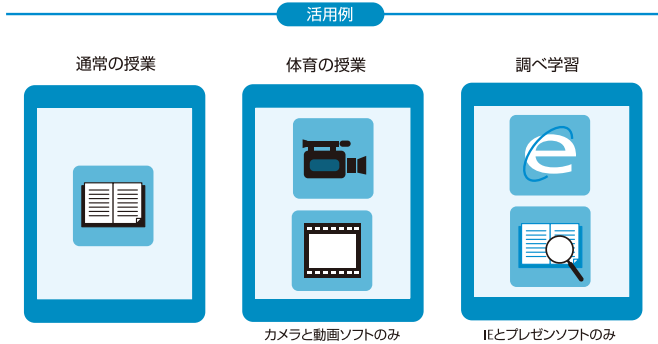 活用例
通常の授業
体育の授業
調べ学習
カメラと動画ソフトのみ
IEとプレゼンソフトのみ